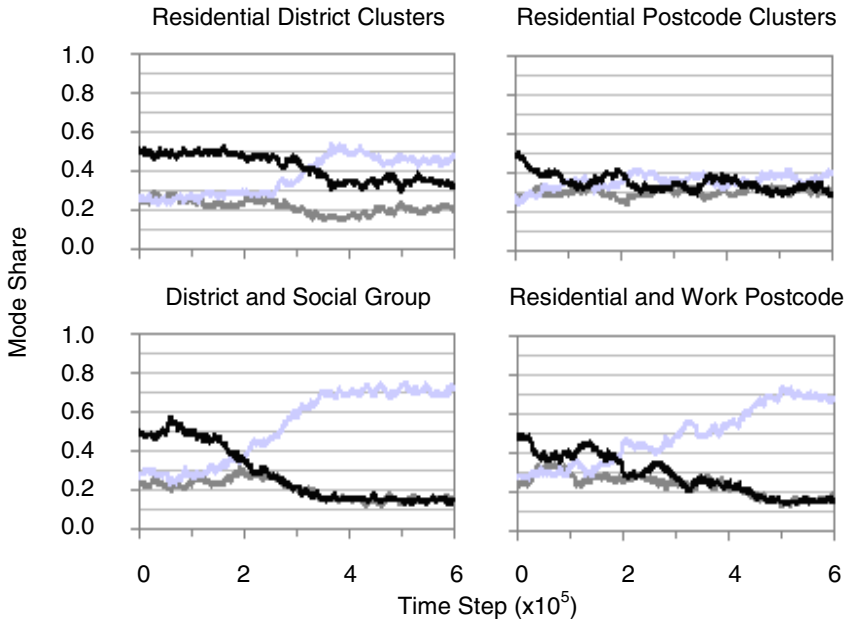 Residential District Clusters
Residential Postcode Clusters
1.0
0.8
0.6
0.4
0.2
0.0
Mode Share
District and Social Group
Residential and Work Postcode
1.0
0.8
0.6
0.4
0.2
0.0
0 2 4 6
0 2 4 6
Time Step (x10⁵)